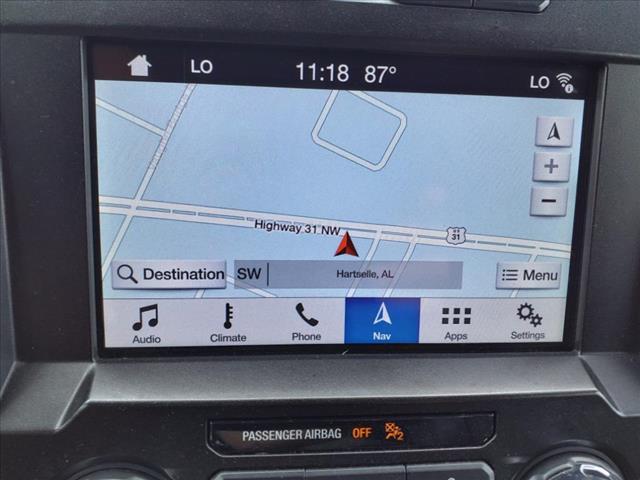 LO 11:18 87° LO
Highway 31 NW
31
+
−
Destination SW Hartselle, AL Menu
Audio Climate Phone Nav Apps Settings
PASSENGER AIRBAG OFF 2